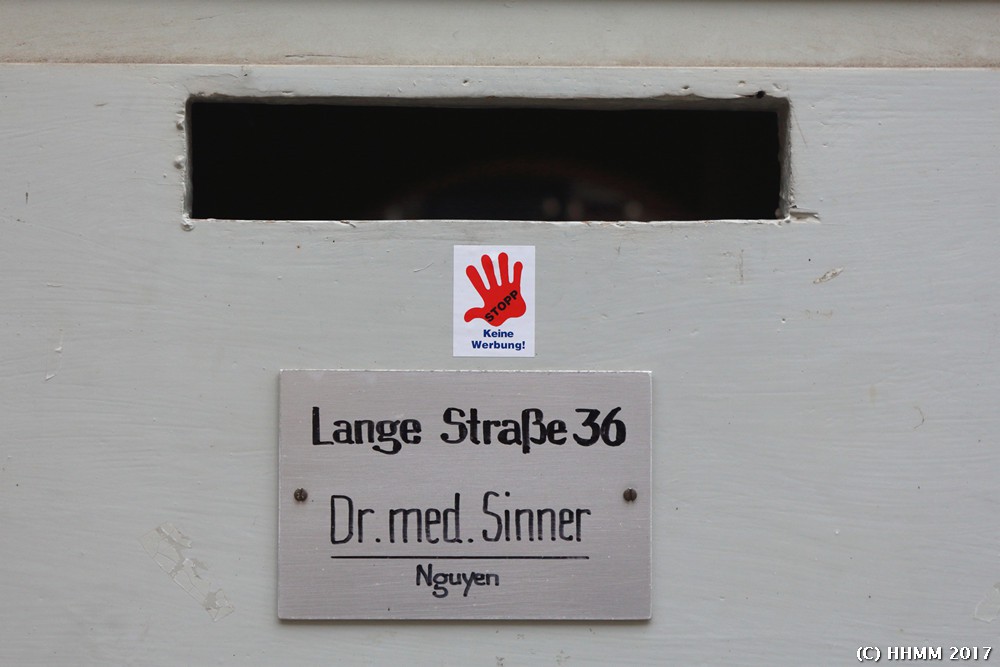 STOPP
Keine
Werbung!
Lange Straße 36
Dr. med. Sinner
Nguyen
(C) HHMM 2017